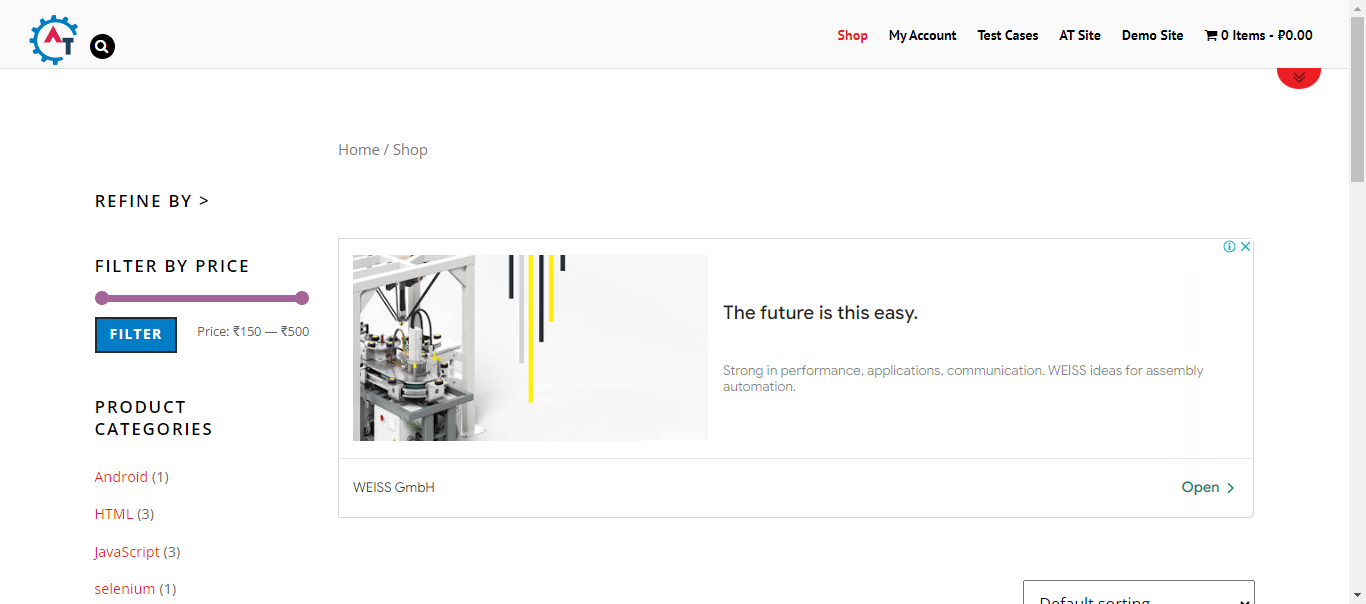 AT
Shop
My Account
Test Cases
AT Site
Demo Site
0 Items - ₽0.00
Home / Shop
REFINE BY >
FILTER BY PRICE
FILTER
Price: ₹150 — ₹500
PRODUCT
CATEGORIES
Android (1)
HTML (3)
JavaScript (3)
selenium (1)
The future is this easy.
Strong in performance, applications, communication. WEISS ideas for assembly
automation.
WEISS GmbH
Open >
Default sorting